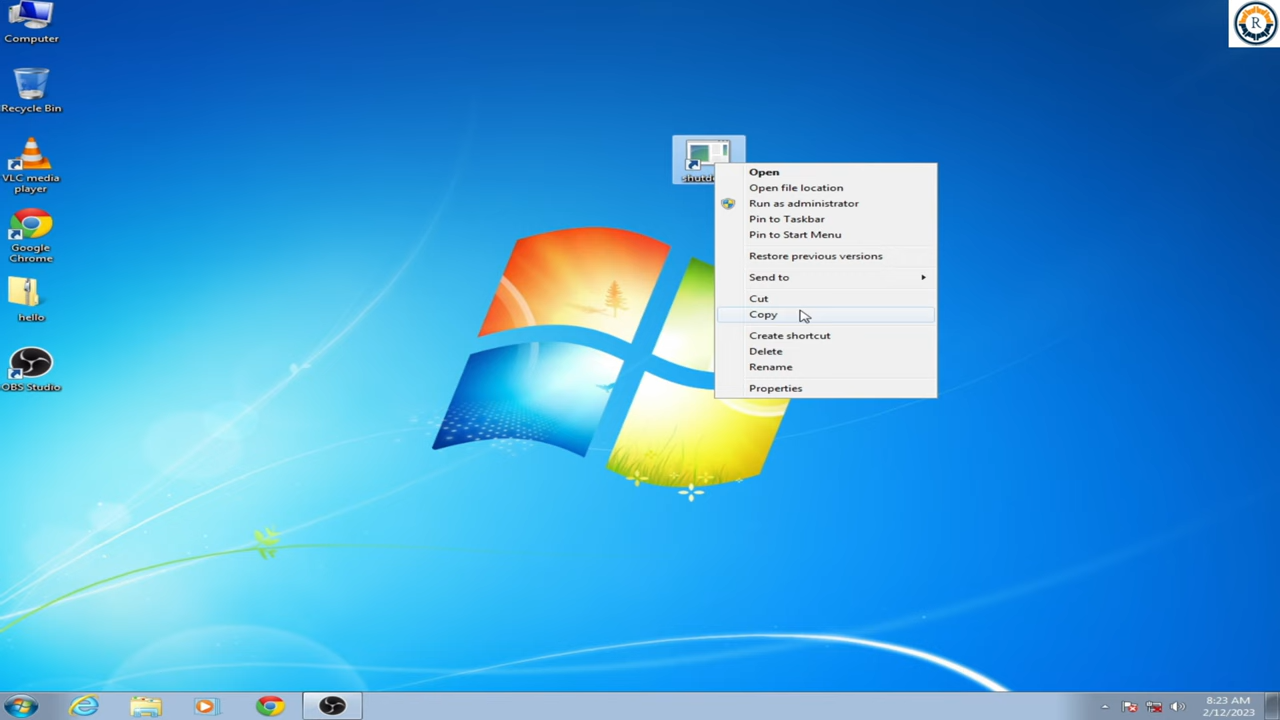 Computer
Recycle Bin
VLC media
player
Google
Chrome
hello
OBS Studio
Open
Open file location
Run as administrator
Pin to Taskbar
Pin to Start Menu
Restore previous versions
Send to
Cut
Copy
Create shortcut
Delete
Rename
Properties
R
8:23 AM
2/12/2023